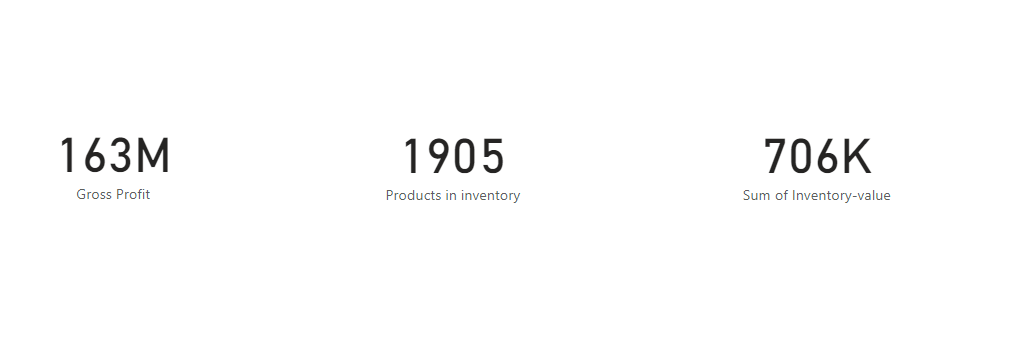 163M
Gross Profit
1905
Products in inventory
706K
Sum of Inventory-value